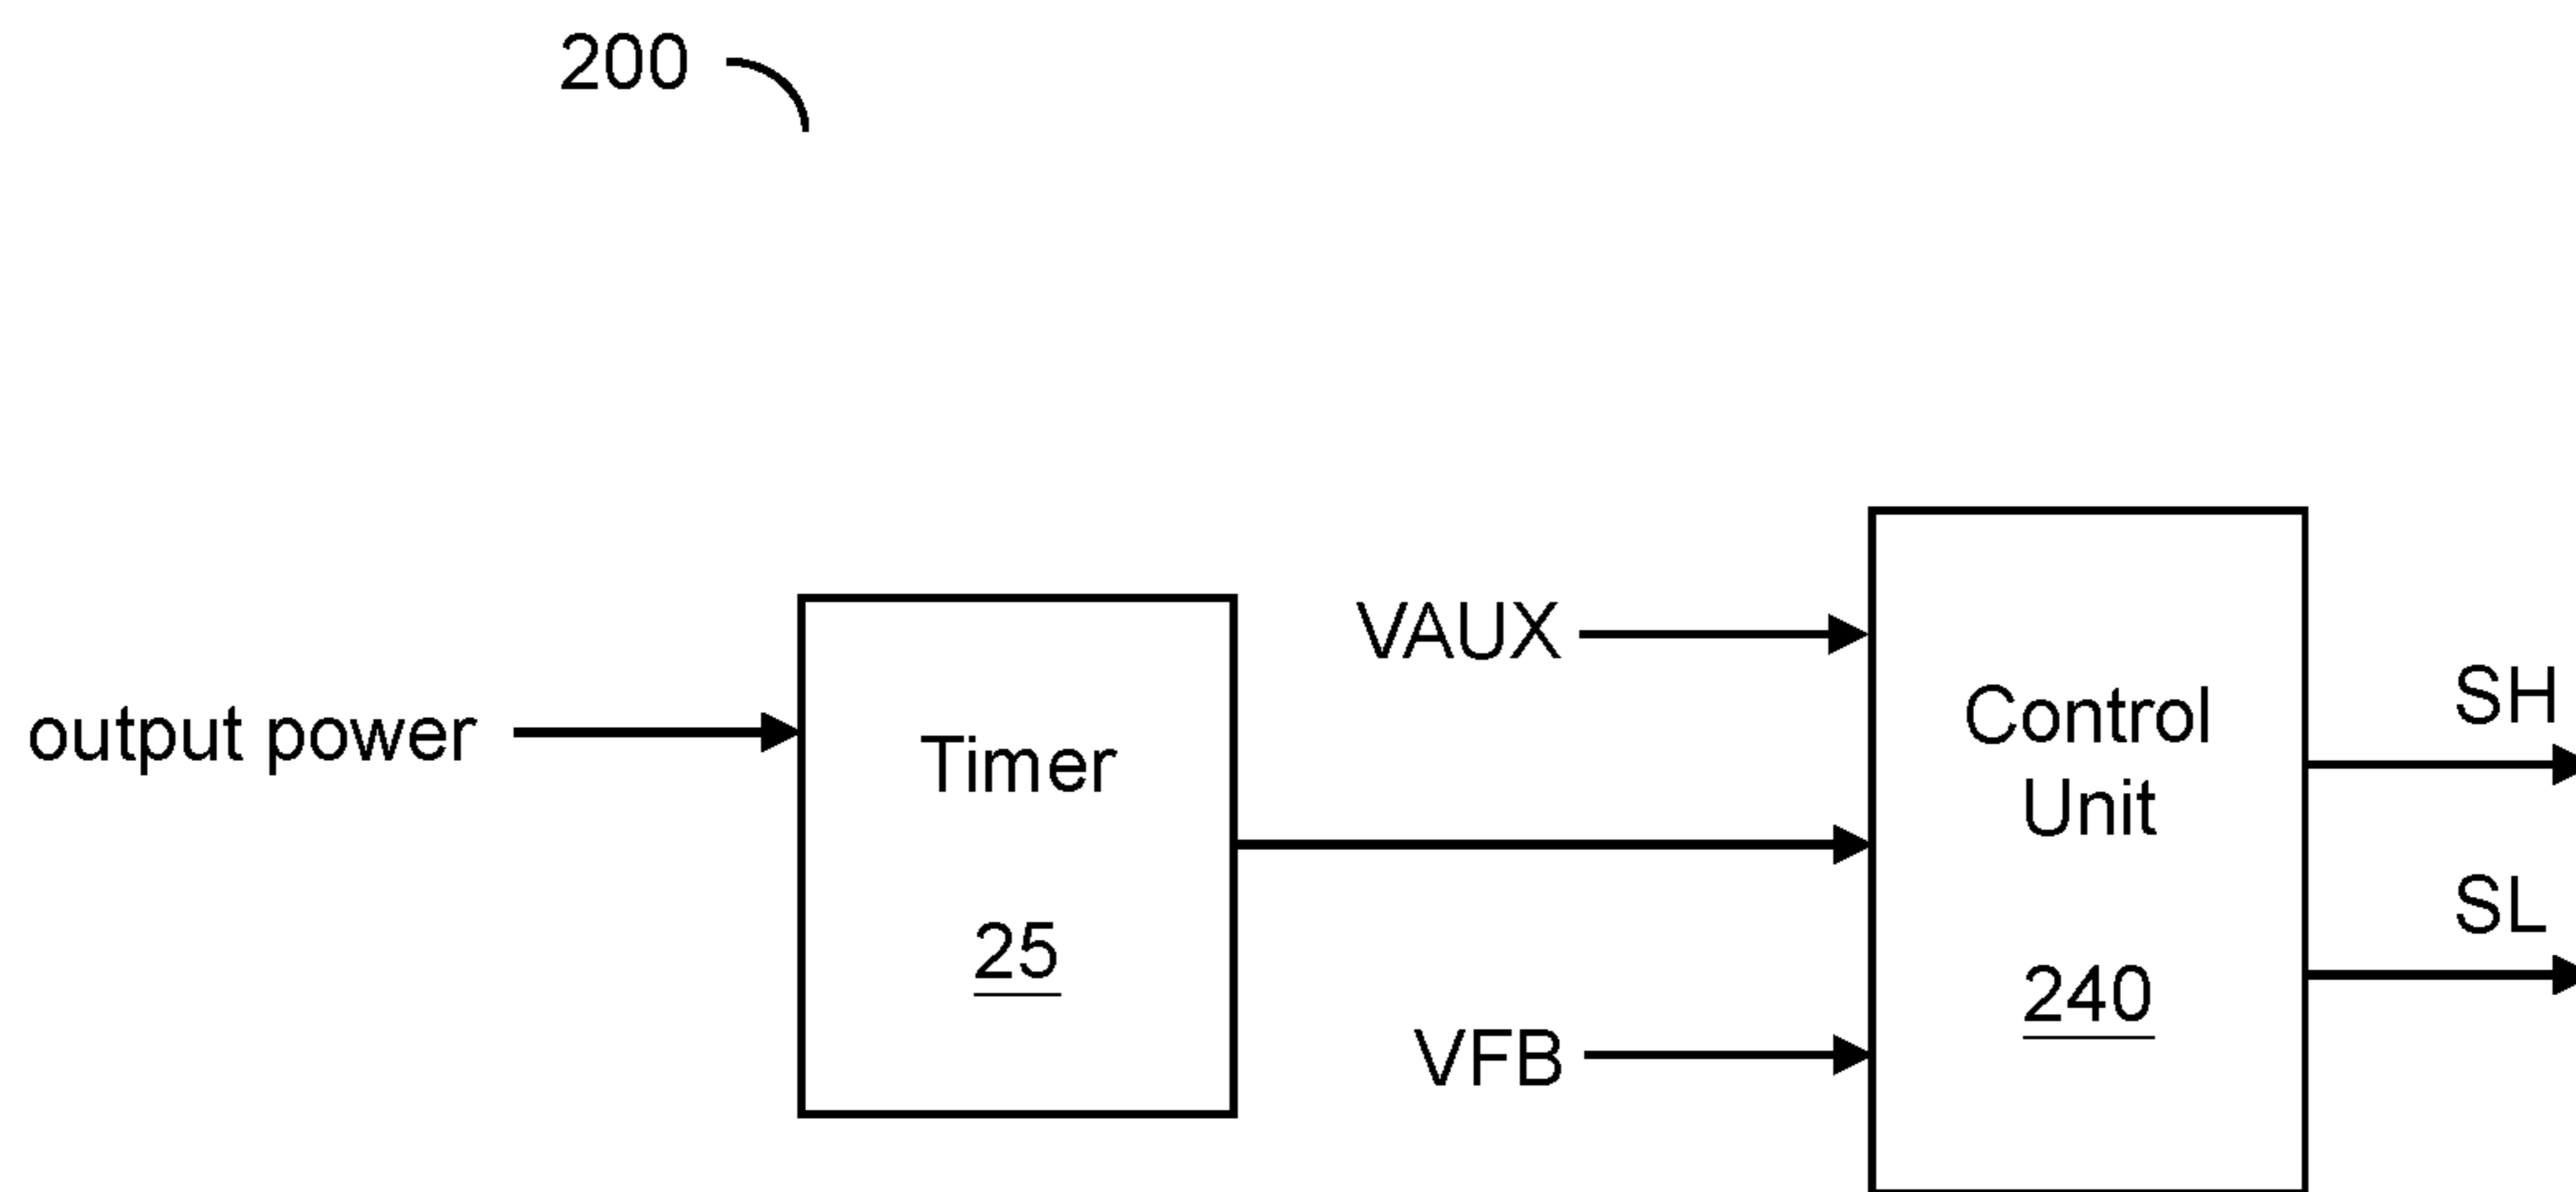 200
output power
Timer
25
VAUX
VFB
Control
Unit
240
SH
SL